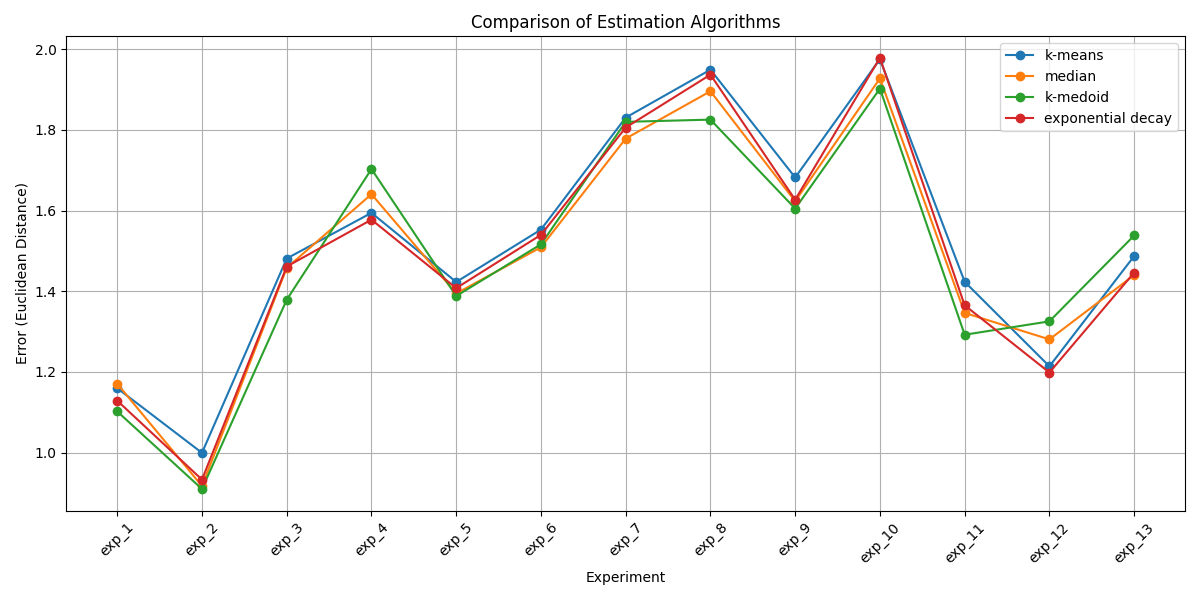 Comparison of Estimation Algorithms
k-means
median
k-medoid
exponential decay
Error (Euclidean Distance)
2.0
1.8
1.6
1.4
1.2
1.0
exp_1
exp_2
exp_3
exp_4
exp_5
exp_6
exp_7
exp_8
exp_9
exp_10
exp_11
exp_12
exp_13
Experiment